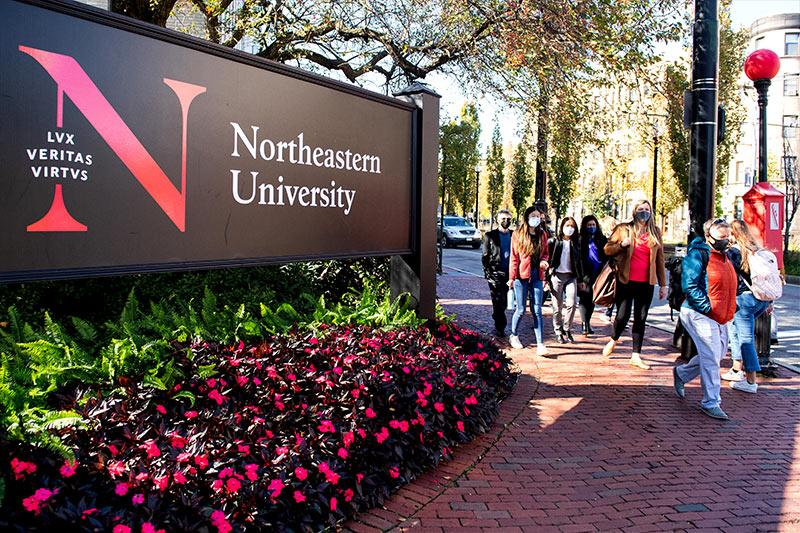 N
LVX
VERITAS
VIRTVS
Northeastern
University